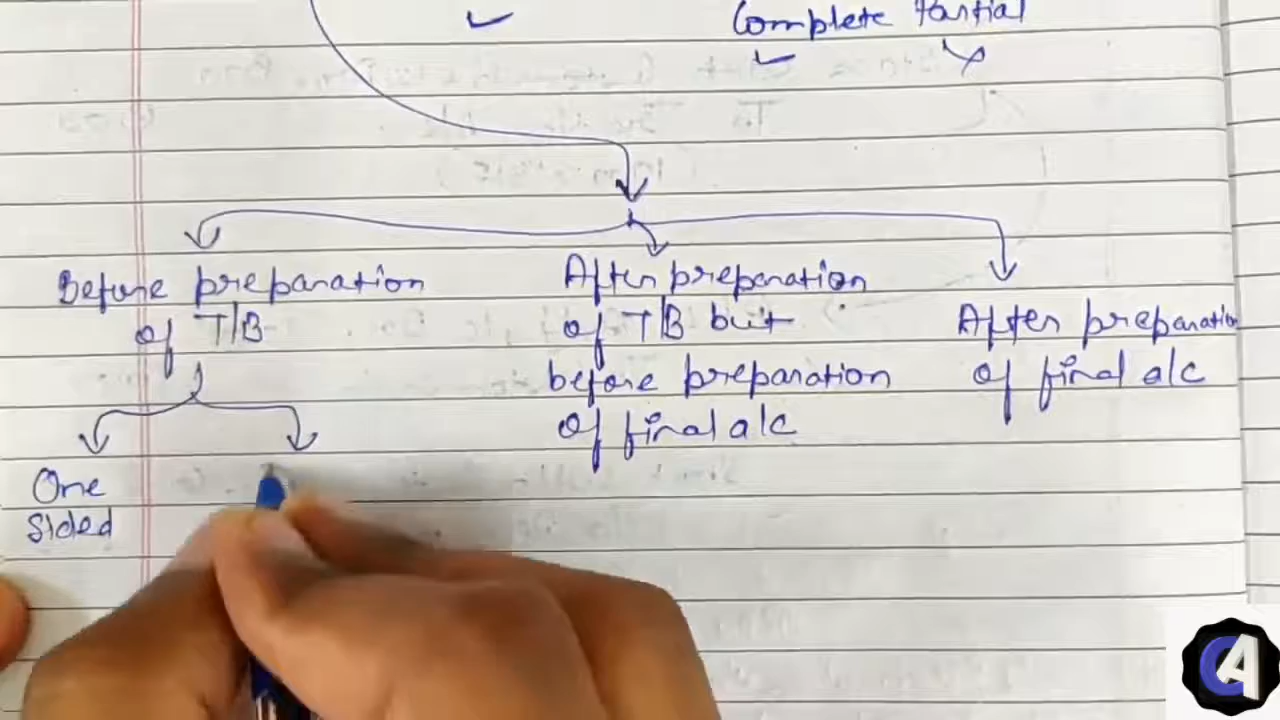 Complete Partial
Before preparation
of T/B
After preparation
of T/B but
before preparation
of final a/c
After preparation
of final a/c
One
Sided
CA